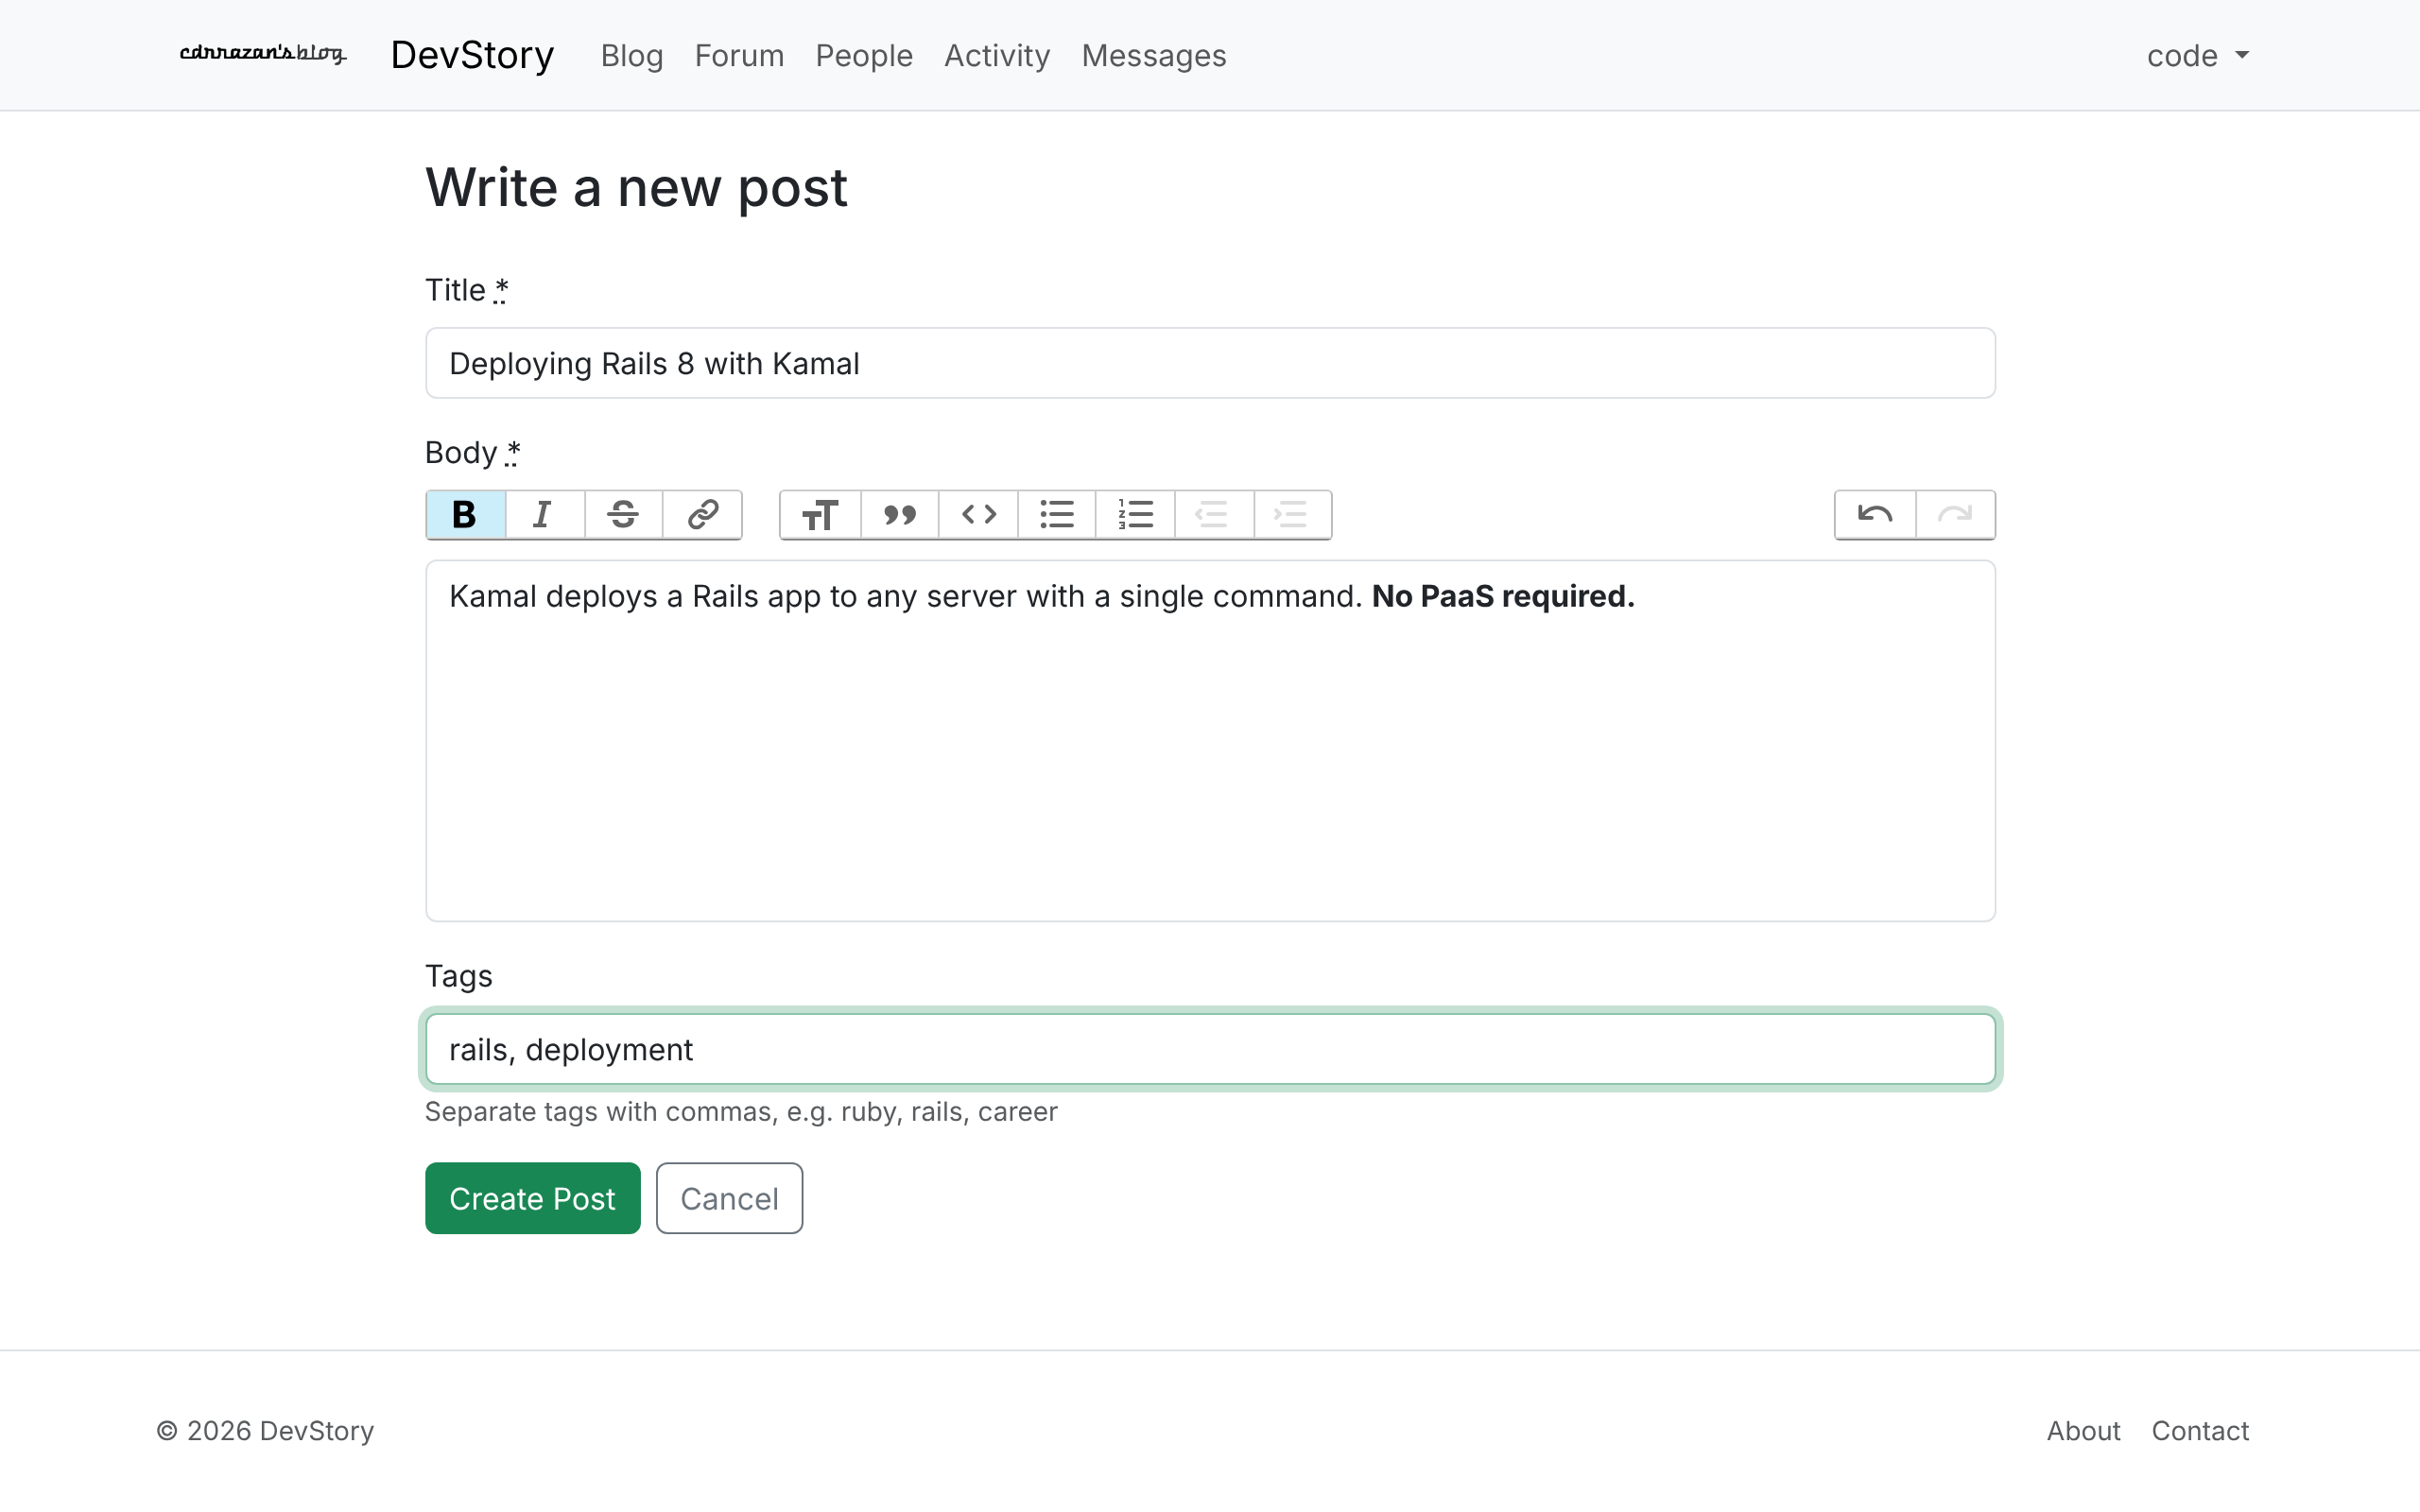 cdrrazan's blog DevStory Blog Forum People Activity Messages code
Write a new post
Title *
Deploying Rails 8 with Kamal
Body *
Kamal deploys a Rails app to any server with a single command. No PaaS required.
Tags
rails, deployment
Separate tags with commas, e.g. ruby, rails, career
Create Post Cancel
© 2026 DevStory About Contact